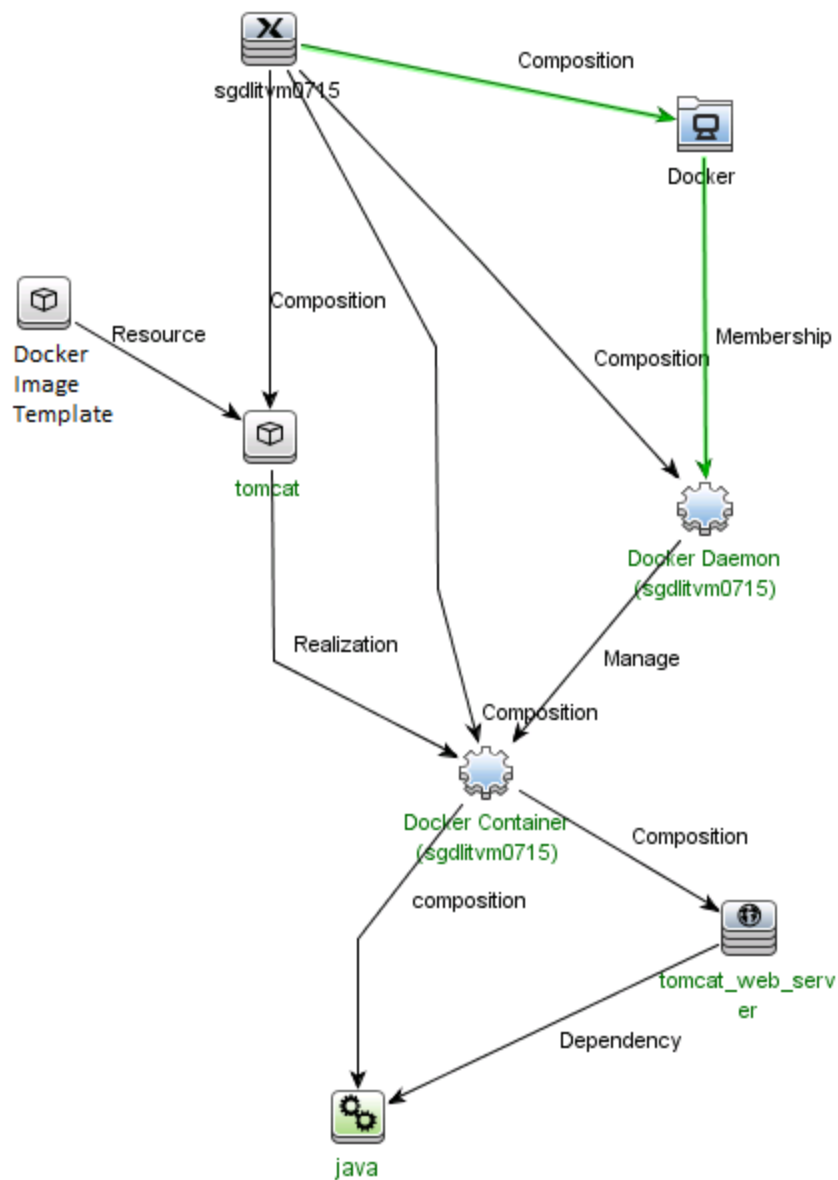 Composition
sgdlitvm0715
Docker
Composition
Resource
Membership
Docker
Image
Template
Composition
tomcat
Docker Daemon
(sgdlitvm0715)
Realization
Manage
Composition
Docker Container
(sgdlitvm0715)
Composition
composition
tomcat_web_serv
er
Dependency
java